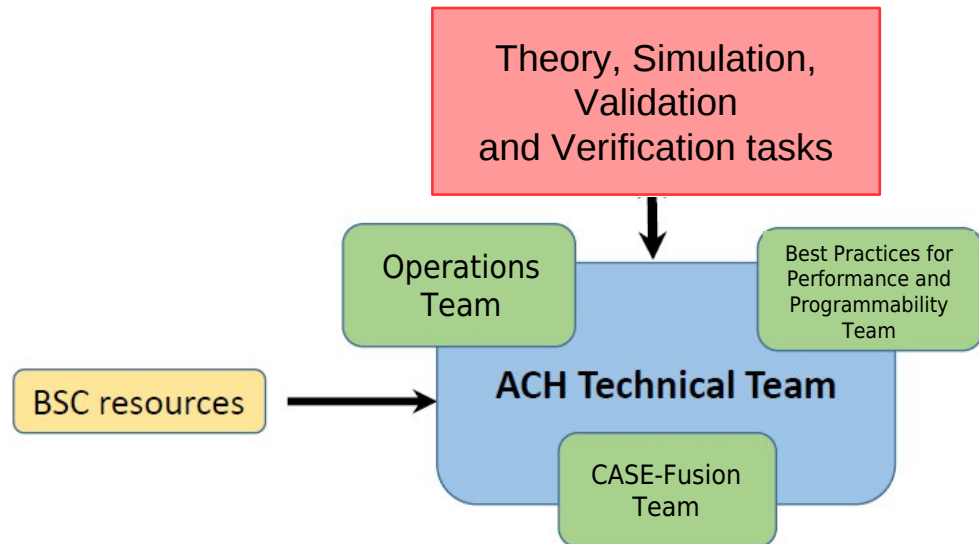 Theory, Simulation,
Validation
and Verification tasks
Operations
Team
Best Practices for
Performance and
Programmability
Team
ACH Technical Team
BSC resources
CASE-Fusion
Team